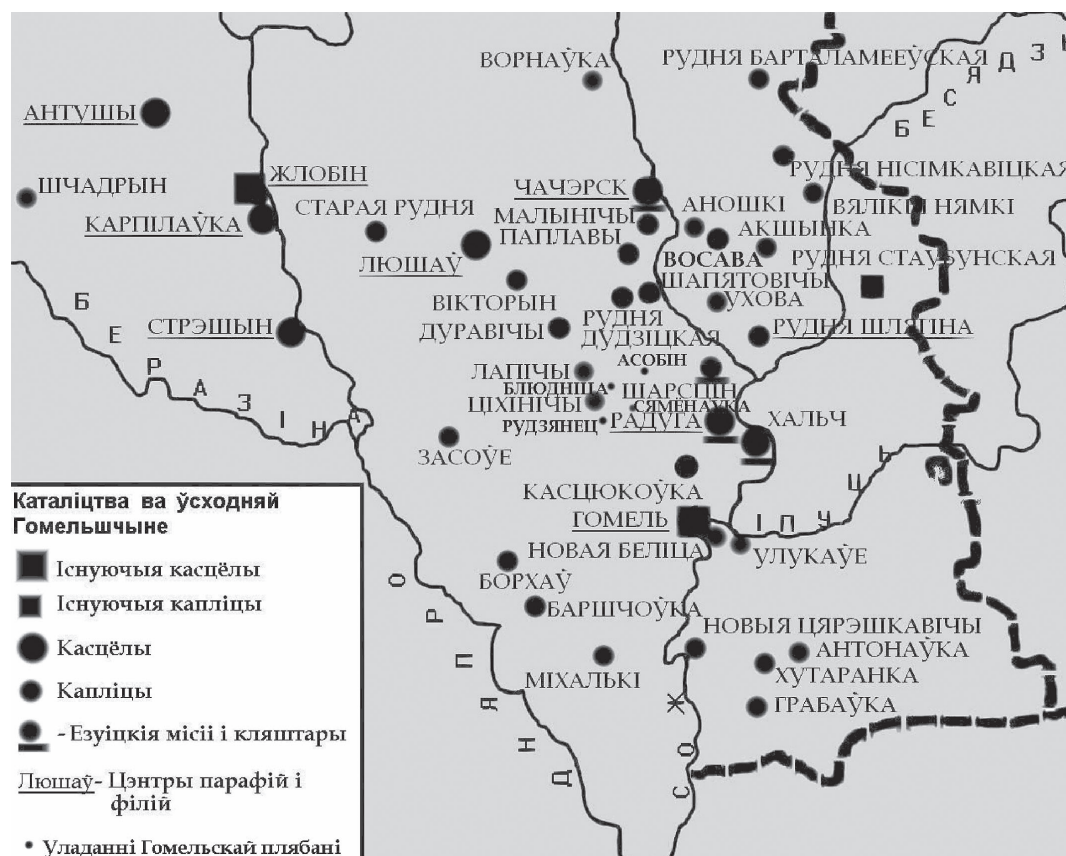 ВОРНАЎКА
РУДНЯ БАРТАЛАМЕЕЎСКАЯ
БЕСЯДЗЬ
АНТУШЫ
ЖЛОБІН
РУДНЯ НІСІМКАВІЦКАЯ
ШЧАДРЫН
ЧАЧЭРСК
СТАРАЯ РУДНЯ
АНОШКІ
ВЯЛІКІЯ НЯМКІ
КАРПІЛАЎКА
МАЛЫНІЧЫ
АКШЫНКА
ПАПЛАВЫ
ЛЮШАЎ
ВОСАВА
РУДНЯ СТАЎБУНСКАЯ
ШАПЯТОВІЧЫ
ВІКТОРЫН
УХОВА
СТРЭШЫН
ДУРАВІЧЫ
РУДНЯ
ДУДЗІЦКАЯ
РУДНЯ ШЛЯГІНА
БЕРАЗІНА
АСОБІН
ЛАПІЧЫ
БЛЮДНІЦА
ШАРСПІН
ЦІХІНІЧЫ
СЯМЁНАЎКА
РУДЗЯНЕЦ
РАДУГА
ХАЛЬЧ
ЗАСОЎЕ
КАСЦЮКОЎКА
ГОМЕЛЬ
ІПУЦЬ
НОВАЯ БЕЛІЦА
УЛУКАЎЕ
БОРХАЎ
БАРШЧОЎКА
НОВЫЯ ЦЯРЭШКАВІЧЫ
АНТОНАЎКА
ХУТАРАНКА
МІХАЛЬКІ
ГРАБАЎКА
ДНЯПРО
СОЖ
Каталіцтва ва ўсходняй
Гомельшчыне
Існуючыя касцёлы
Існуючыя капліцы
Касцёлы
Капліцы
- Езуіцкія місіі і кляштары
Люшаў - Цэнтры парафій і
філій
Уладанні Гомельскай плябані